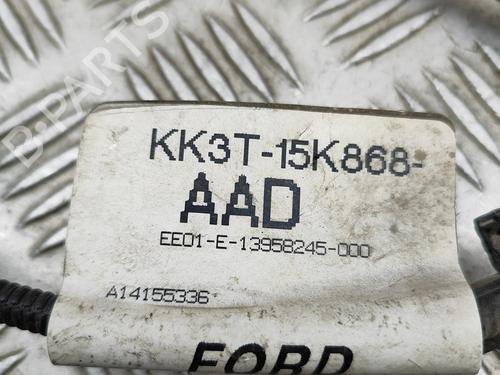 B-PARTS
KK3T-15K868-
AAD
EE01-E-13958245-000
A14155336
FORD